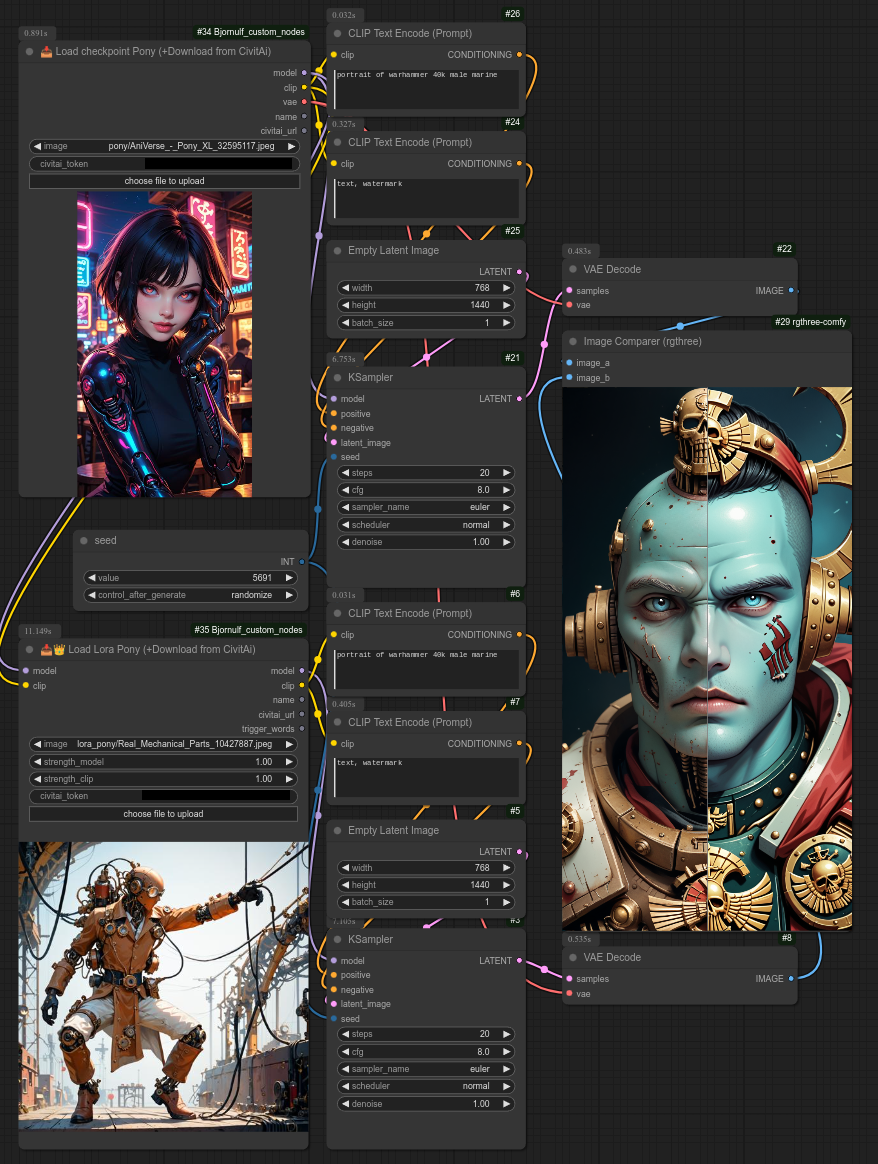 0.891s
#34 Bjornulf_custom_nodes
📥 Load checkpoint Pony (+Download from CivitAi)
model
clip
vae
name
civitai_url
image pony/AniVerse_-_Pony_XL_32595117.jpeg
civitai_token
choose file to upload
seed
INT
value 5691
control_after_generate randomize
11.149s
#35 Bjornulf_custom_nodes
📥👑 Load Lora Pony (+Download from CivitAi)
model model
clip clip
name
civitai_url
trigger_words
image lora_pony/Real_Mechanical_Parts_10427887.jpeg
strength_model 1.00
strength_clip 1.00
civitai_token
choose file to upload
0.032s
#26
CLIP Text Encode (Prompt)
clip CONDITIONING
portrait of warhammer 40k male marine
0.327s
#24
CLIP Text Encode (Prompt)
clip CONDITIONING
text, watermark
#25
Empty Latent Image
LATENT
width 768
height 1440
batch_size 1
6.753s
#21
KSampler
model LATENT
positive
negative
latent_image
seed
steps 20
cfg 8.0
sampler_name euler
scheduler normal
denoise 1.00
0.031s
#6
CLIP Text Encode (Prompt)
clip CONDITIONING
portrait of warhammer 40k male marine
0.405s
#7
CLIP Text Encode (Prompt)
clip CONDITIONING
text, watermark
#5
Empty Latent Image
LATENT
width 768
height 1440
batch_size 1
7.105s
#3
KSampler
model LATENT
positive
negative
latent_image
seed
steps 20
cfg 8.0
sampler_name euler
scheduler normal
denoise 1.00
0.483s
#22
VAE Decode
samples IMAGE
vae
#29 rgthree-comfy
Image Comparer (rgthree)
image_a
image_b
0.535s
#8
VAE Decode
samples IMAGE
vae